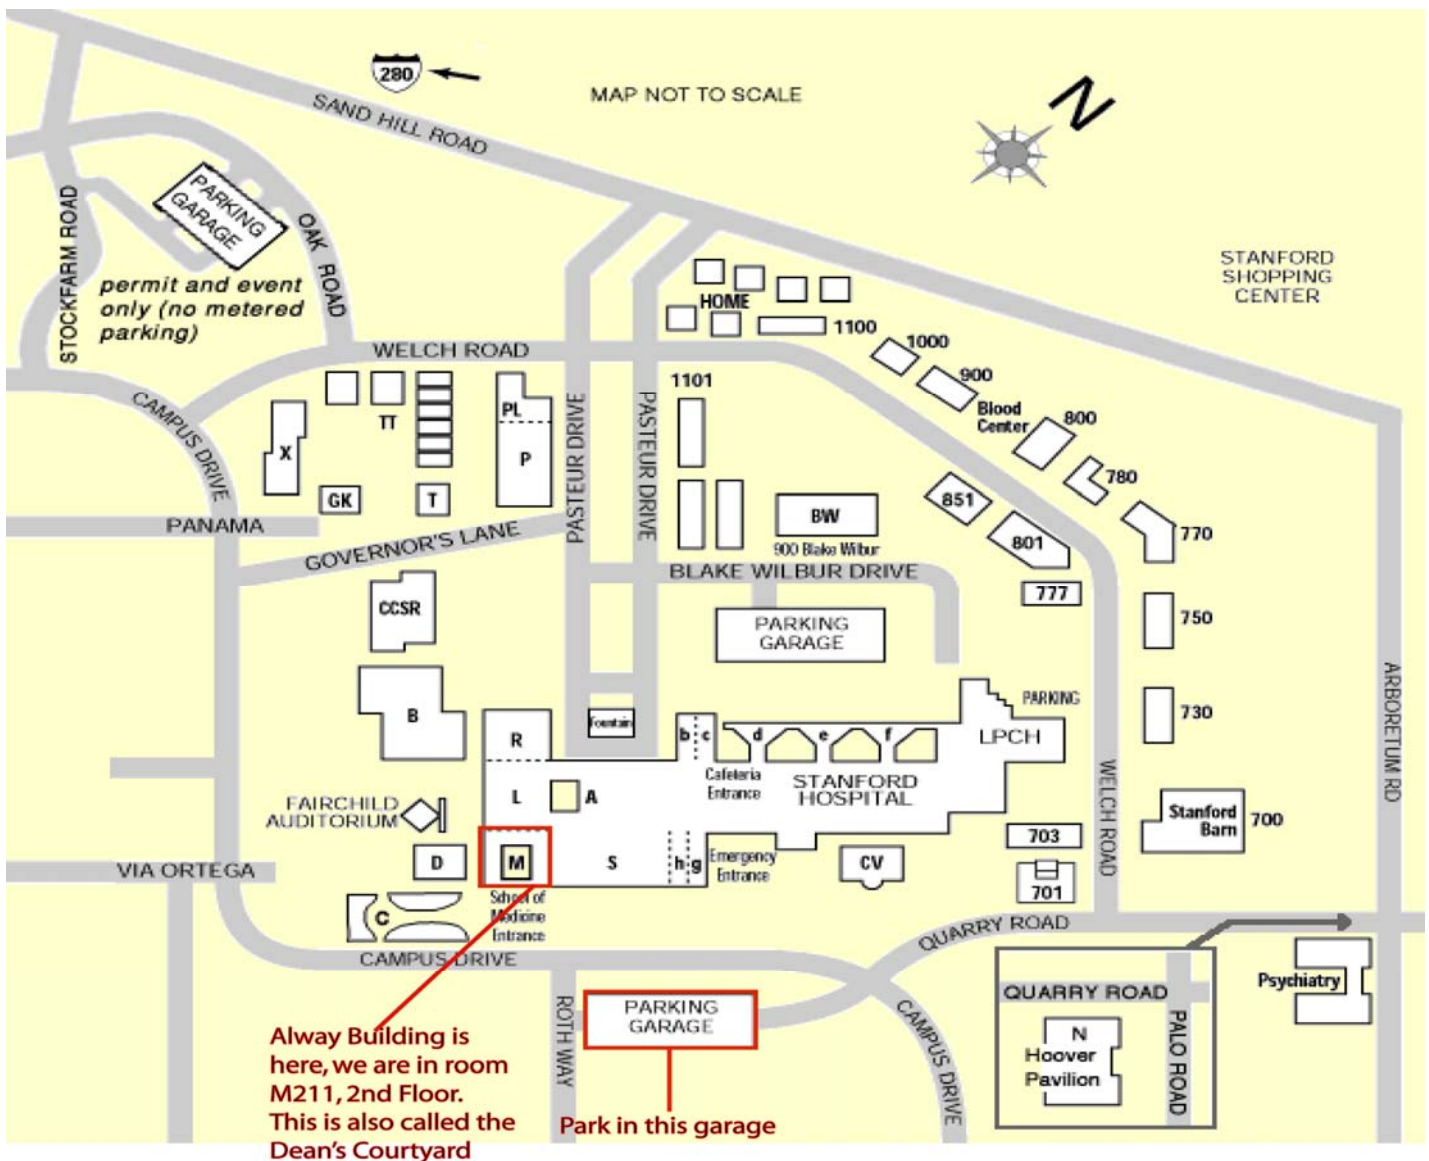 280
MAP NOT TO SCALE
N
SAND HILL ROAD
PARKING
GARAGE
OAK ROAD
STOCKFARM ROAD
permit and event
only (no metered
parking)
STANFORD
SHOPPING
CENTER
HOME
1100
1000
900
Blood
Center
800
780
770
750
730
WELCH ROAD
CAMPUS DRIVE
TT
X
GK
T
PL
P
PASTEUR DRIVE
PASTEUR DRIVE
1101
BW
900 Blake Wilbur
851
801
777
PANAMA
GOVERNOR'S LANE
BLAKE WILBUR DRIVE
PARKING
GARAGE
CCSR
B
R
Fountain
b
c
d
e
f
PARKING
LPCH
ARBORETUM RD
WELCH ROAD
L
A
Cafeteria
Entrance
STANFORD
HOSPITAL
FAIRCHILD
AUDITORIUM
Stanford
Barn
700
703
701
VIA ORTEGA
D
M
S
h
g
Emergency
Entrance
CV
C
School of
Medicine
Entrance
QUARRY ROAD
CAMPUS DRIVE
ROTH WAY
PARKING
GARAGE
CAMPUS DRIVE
QUARRY ROAD
PALO ROAD
N
Hoover
Pavilion
Psychiatry
Alway Building is
here, we are in room
M211, 2nd Floor.
This is also called the
Dean's Courtyard
Park in this garage